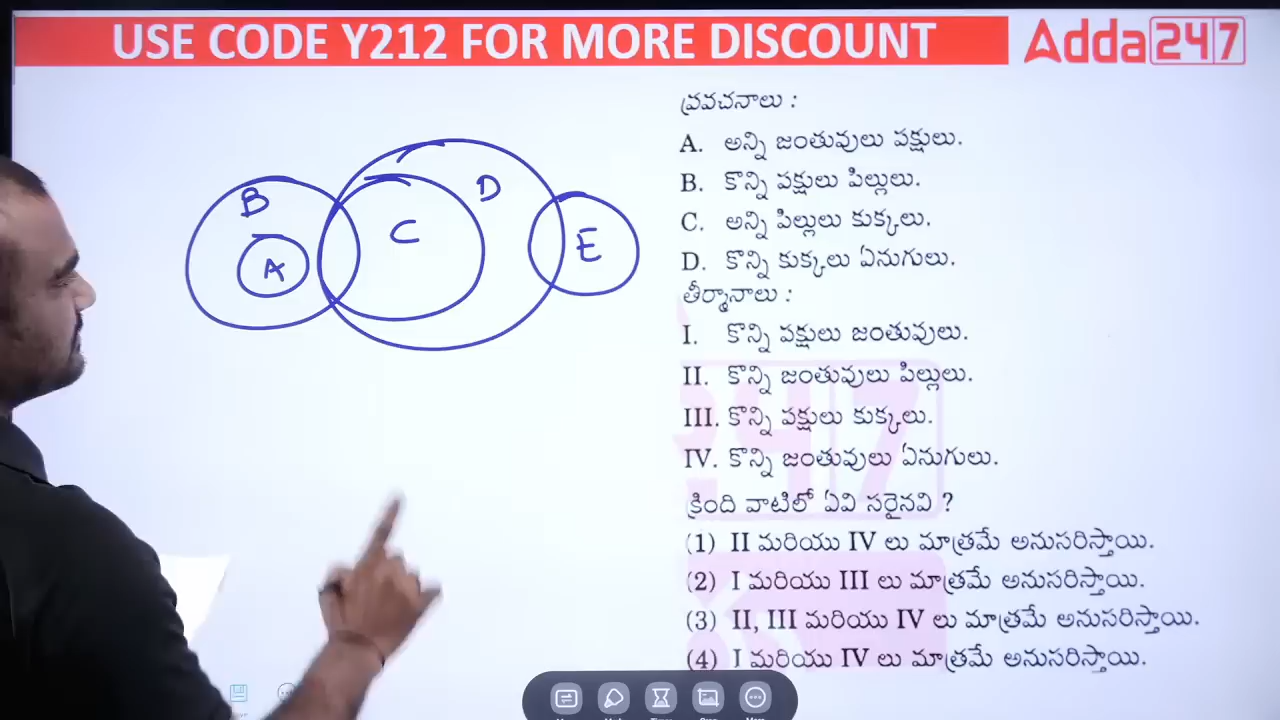 USE CODE Y212 FOR MORE DISCOUNT
Adda 247
ప్రవచనాలు :
A. అన్ని జంతువులు పక్షులు.
B. కొన్ని పక్షులు పిల్లులు.
C. అన్ని పిల్లులు కుక్కలు.
D. కొన్ని కుక్కలు ఏనుగులు.
తీర్మానాలు :
I. కొన్ని పక్షులు జంతువులు.
II. కొన్ని జంతువులు పిల్లులు.
III. కొన్ని పక్షులు కుక్కలు.
IV. కొన్ని జంతువులు ఏనుగులు.
క్రింది వాటిలో ఏవి సరైనవి ?
(1) II మరియు IV లు మాత్రమే అనుసరిస్తాయి.
(2) I మరియు III లు మాత్రమే అనుసరిస్తాయి.
(3) II, III మరియు IV లు మాత్రమే అనుసరిస్తాయి.
(4) I మరియు IV లు మాత్రమే అనుసరిస్తాయి.
B
A
C
D
E